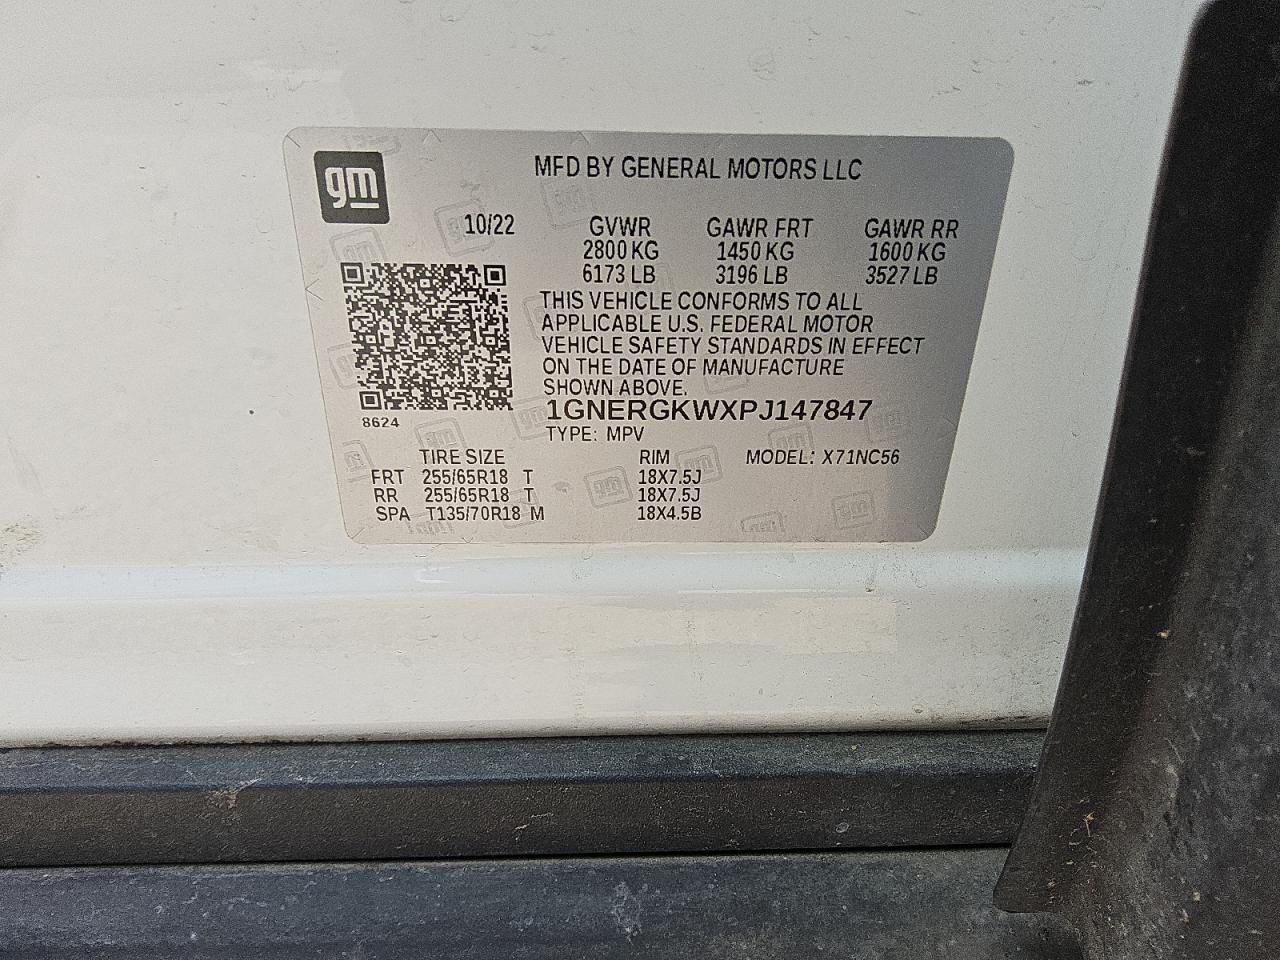 gm
MFD BY GENERAL MOTORS LLC
10/22 GVWR GAWR FRT GAWR RR
2800 KG 1450 KG 1600 KG
6173 LB 3196 LB 3527 LB
THIS VEHICLE CONFORMS TO ALL
APPLICABLE U.S. FEDERAL MOTOR
VEHICLE SAFETY STANDARDS IN EFFECT
ON THE DATE OF MANUFACTURE
SHOWN ABOVE.
1GNERGKWXPJ147847
8624
TYPE: MPV
TIRE SIZE RIM MODEL: X71NC56
FRT 255/65R18 T 18X7.5J
RR 255/65R18 T 18X7.5J
SPA T135/70R18 M 18X4.5B